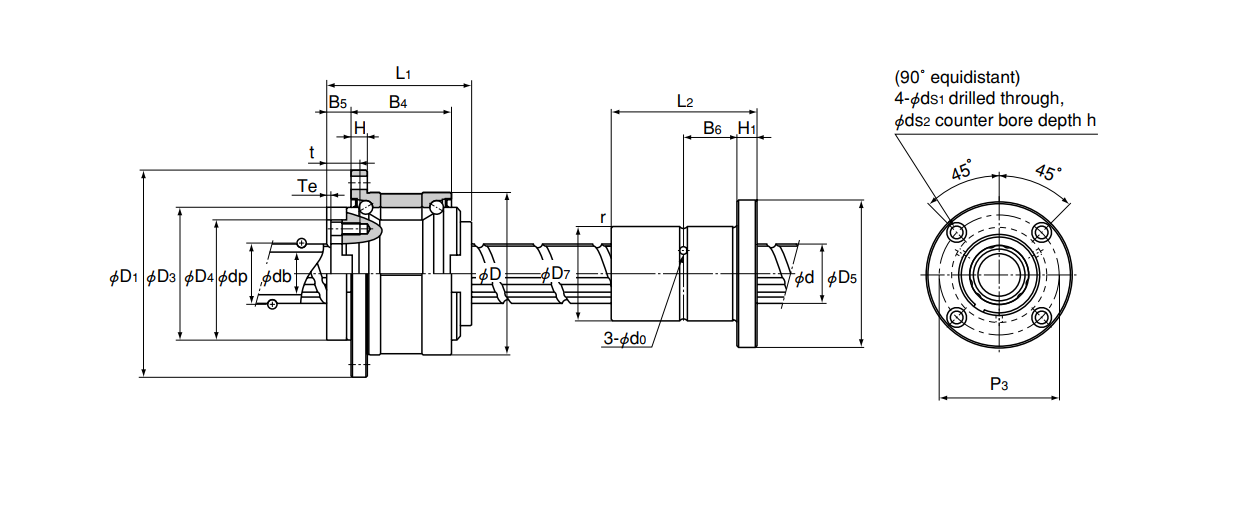 (90° equidistant)
4-φdS1 drilled through,
φds2 counter bore depth h
L1
B5
B4
H
t
Te
L2
B6
H1
r
φD1
φD3
φD4
φdp
φdb
φD
φD7
φd
φD5
3-φd0
45°
45°
P3